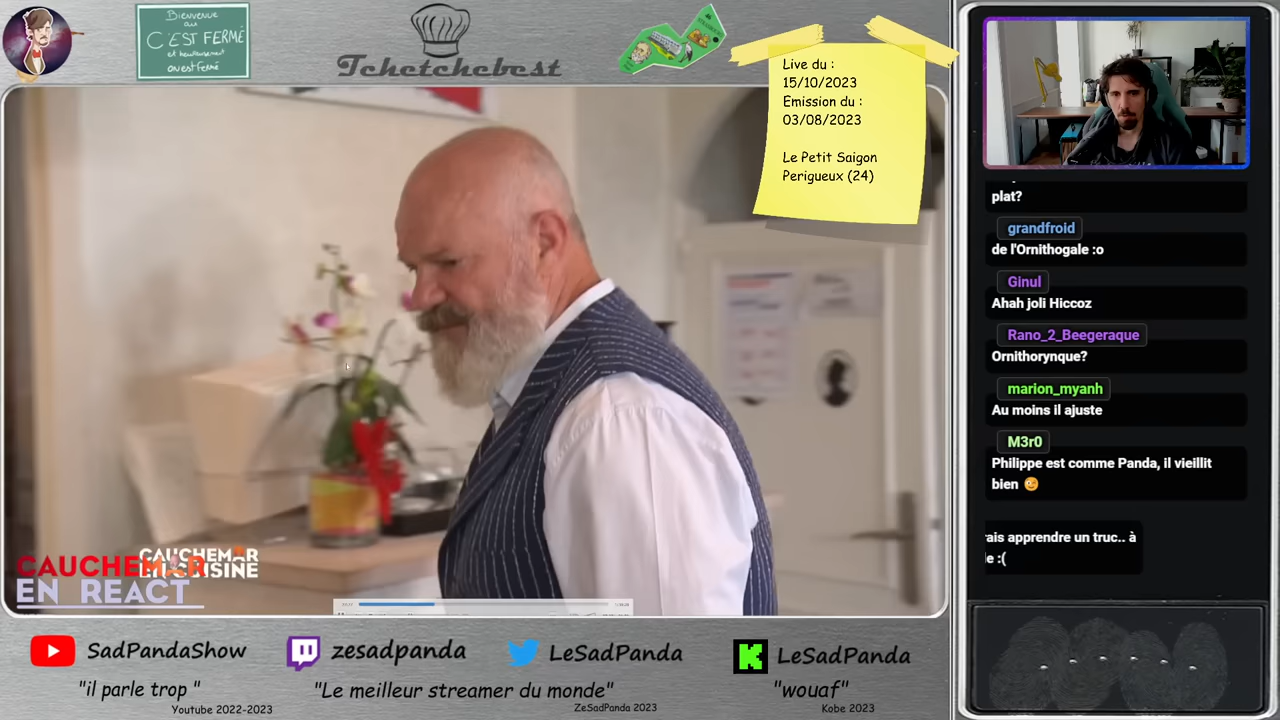 Bienvenue
au
C'EST FERMÉ
et heureusement
on est fermé
Tchetchebest
Live du :
15/10/2023
Emission du :
03/08/2023
Le Petit Saigon
Perigueux (24)
plat?
grandfroid
de l'Ornithogale :o
Ginul
Ahah joli Hiccoz
Rano_2_Beegeraque
Ornithorynque?
marion_myanh
Au moins il ajuste
M3r0
Philippe est comme Panda, il vieillit
bien
rais apprendre un truc.. à
le :(
CAUCHEMAR
EN CUISINE
CAUCHEMAR
EN REACT
SadPandaShow
"il parle trop "
Youtube 2022-2023
zesadpanda
"Le meilleur streamer du monde"
ZeSadPanda 2023
LeSadPanda
LeSadPanda
"wouaf"
Kobe 2023